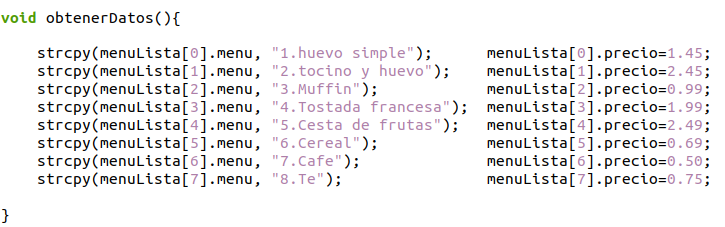 void obtenerDatos(){
strcpy(menuLista[0].menu, "1.huevo simple"); menuLista[0].precio=1.45;
strcpy(menuLista[1].menu, "2.tocino y huevo"); menuLista[1].precio=2.45;
strcpy(menuLista[2].menu, "3.Muffin"); menuLista[2].precio=0.99;
strcpy(menuLista[3].menu, "4.Tostada francesa"); menuLista[3].precio=1.99;
strcpy(menuLista[4].menu, "5.Cesta de frutas"); menuLista[4].precio=2.49;
strcpy(menuLista[5].menu, "6.Cereal"); menuLista[5].precio=0.69;
strcpy(menuLista[6].menu, "7.Cafe"); menuLista[6].precio=0.50;
strcpy(menuLista[7].menu, "8.Te"); menuLista[7].precio=0.75;
}